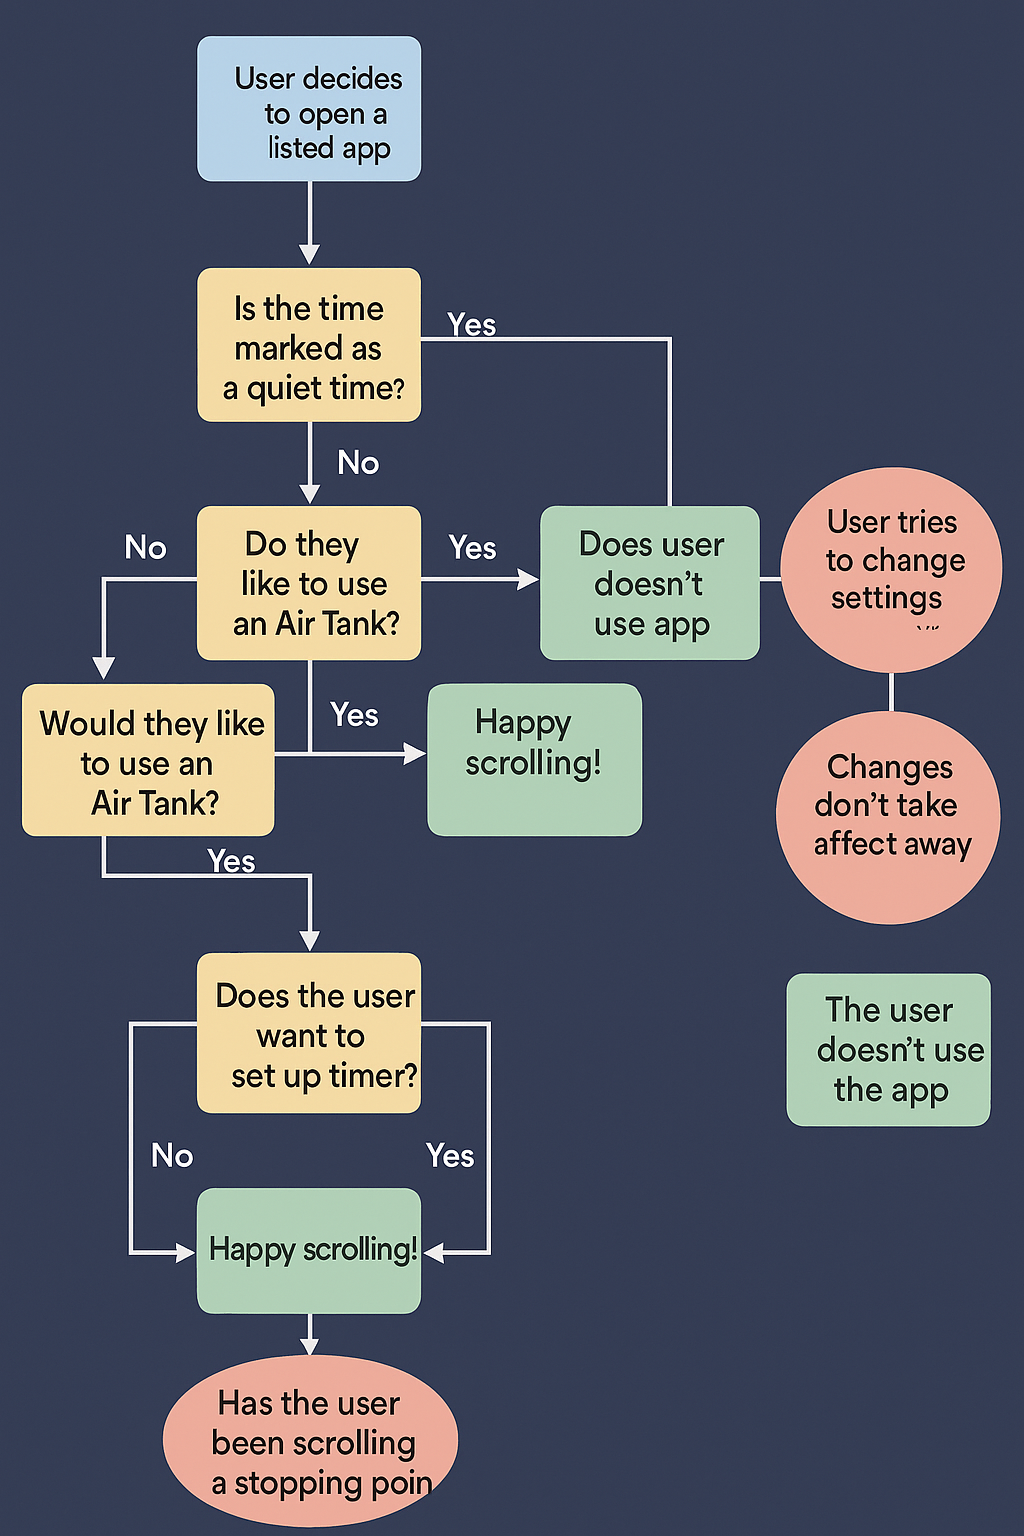 User decides
to open a
listed app
Is the time
marked as
a quiet time?
Yes
No
Do they
like to use
an Air Tank?
No
Yes
Does user
doesn't
use app
User tries
to change
settings
Would they like
to use an
Air Tank?
Yes
Happy
scrolling!
Changes
don't take
affect away
Yes
Does the user
want to
set up timer?
The user
doesn't use
the app
No
Yes
Happy scrolling!
Has the user
been scrolling
a stopping poin